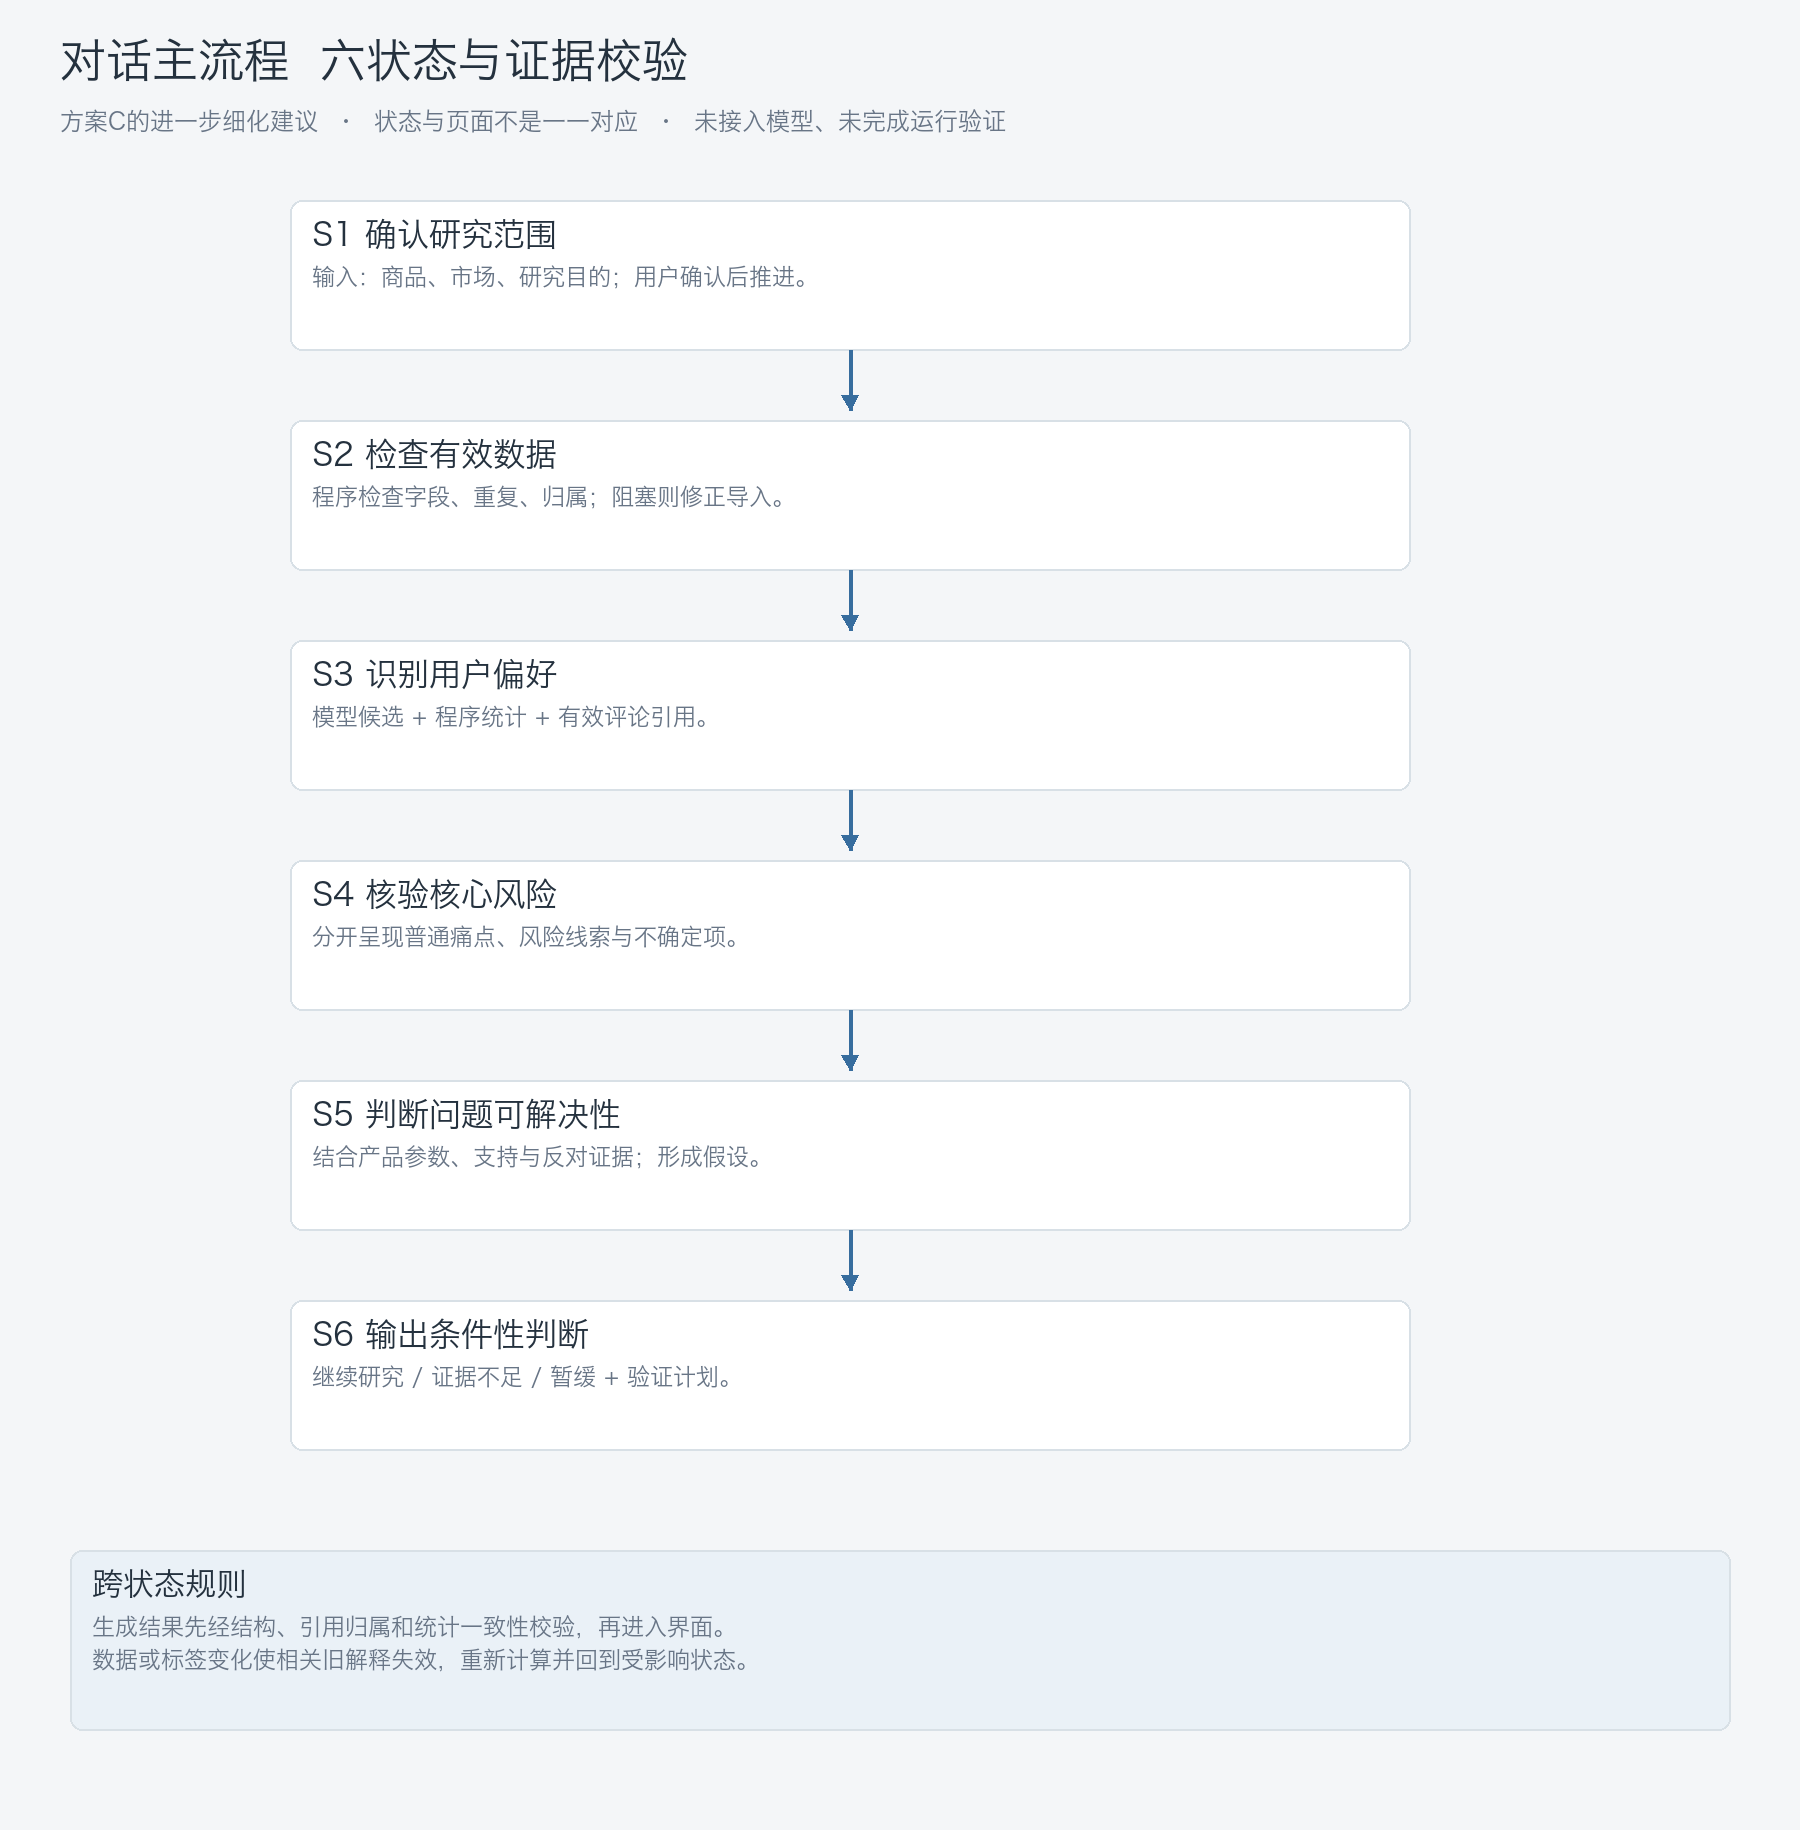 对话主流程 六状态与证据校验
方案C的进一步细化建议 · 状态与页面不是一一对应 · 未接入模型、未完成运行验证
S1 确认研究范围
输入：商品、市场、研究目的；用户确认后推进。
S2 检查有效数据
程序检查字段、重复、归属；阻塞则修正导入。
S3 识别用户偏好
模型候选 + 程序统计 + 有效评论引用。
S4 核验核心风险
分开呈现普通痛点、风险线索与不确定项。
S5 判断问题可解决性
结合产品参数、支持与反对证据；形成假设。
S6 输出条件性判断
继续研究 / 证据不足 / 暂缓 + 验证计划。
跨状态规则
生成结果先经结构、引用归属和统计一致性校验，再进入界面。
数据或标签变化使相关旧解释失效，重新计算并回到受影响状态。